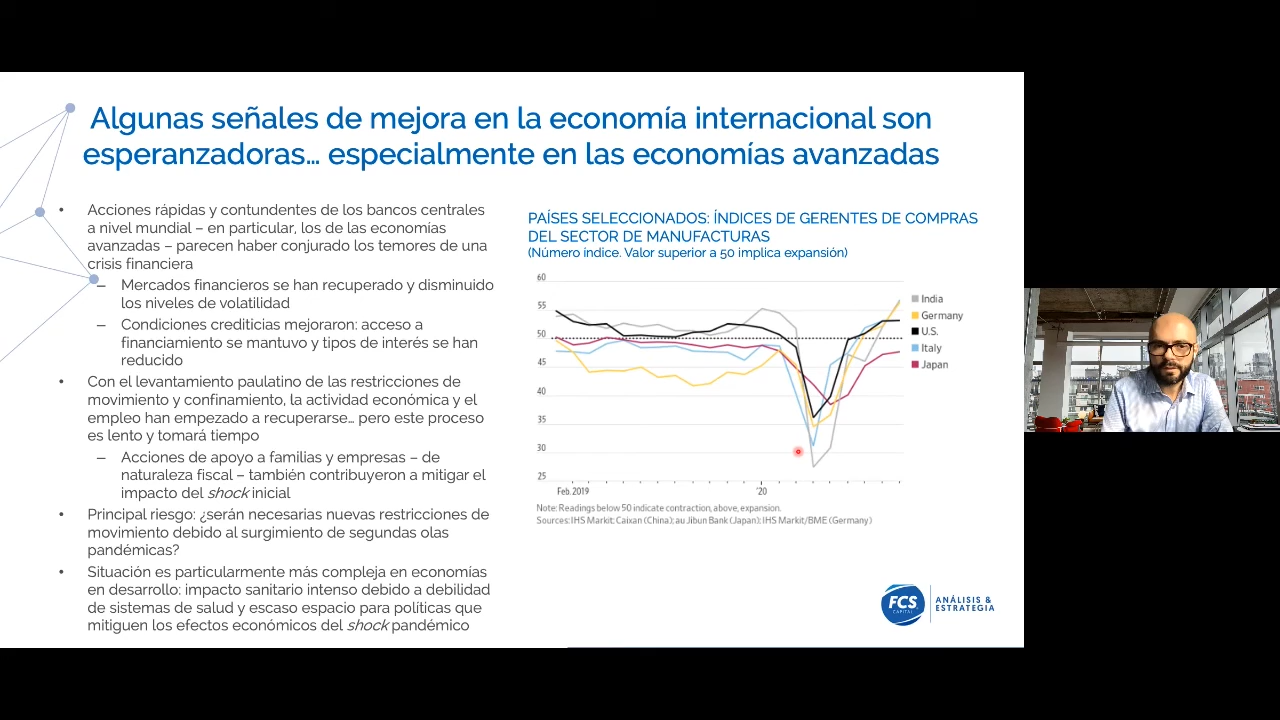 Algunas señales de mejora en la economía internacional son
esperanzadoras... especialmente en las economías avanzadas
• Acciones rápidas y contundentes de los bancos centrales
a nivel mundial – en particular, los de las economías
avanzadas – parecen haber conjurado los temores de una
crisis financiera
– Mercados financieros se han recuperado y disminuido
los niveles de volatilidad
– Condiciones crediticias mejoraron: acceso a
financiamiento se mantuvo y tipos de interés se han
reducido
• Con el levantamiento paulatino de las restricciones de
movimiento y confinamiento, la actividad económica y el
empleo han empezado a recuperarse... pero este proceso
es lento y tomará tiempo
– Acciones de apoyo a familias y empresas – de
naturaleza fiscal – también contribuyeron a mitigar el
impacto del shock inicial
• Principal riesgo: ¿serán necesarias nuevas restricciones de
movimiento debido al surgimiento de segundas olas
pandémicas?
• Situación es particularmente más compleja en economías
en desarrollo: impacto sanitario intenso debido a debilidad
de sistemas de salud y escaso espacio para políticas que
mitiguen los efectos económicos del shock pandémico
PAÍSES SELECCIONADOS: ÍNDICES DE GERENTES DE COMPRAS
DEL SECTOR DE MANUFACTURAS
(Número índice. Valor superior a 50 implica expansión)
60
55
50
45
40
35
30
25
Feb. 2019
'20
India
Germany
U.S.
Italy
Japan
Note: Readings below 50 indicate contraction, above, expansion.
Sources: IHS Markit; Caixan (China); au Jibun Bank (Japan); IHS Markit/BME (Germany)
FCS
CAPITAL
ANÁLISIS &
ESTRATEGIA